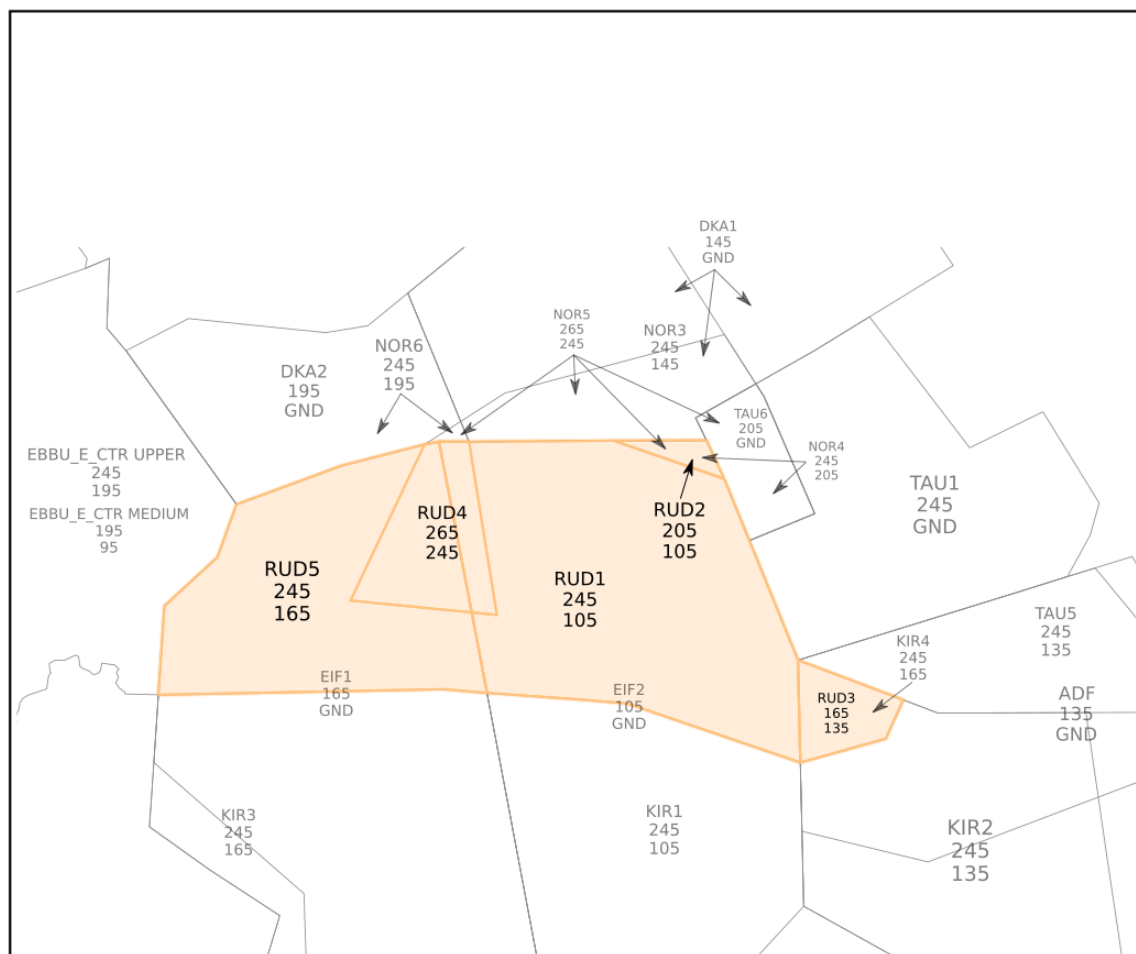 DKA1
145
GND
NOR5
265
245
NOR3
245
145
NOR6
245
195
DKA2
195
GND
TAU6
205
GND
NOR4
245
205
EBBU_E_CTR UPPER
245
195
EBBU_E_CTR MEDIUM
195
95
TAU1
245
GND
RUD4
265
245
RUD2
205
105
RUD5
245
165
RUD1
245
105
TAU5
245
135
KIR4
245
165
EIF1
165
GND
EIF2
105
GND
RUD3
165
135
ADF
135
GND
KIR3
245
165
KIR1
245
105
KIR2
245
135